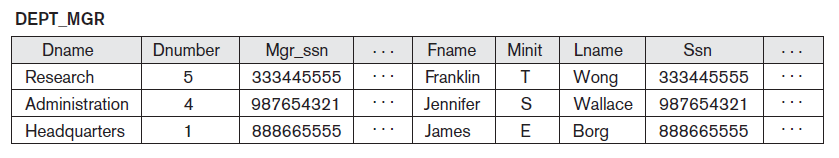 DEPT_MGR
Dname Dnumber Mgr_ssn ... Fname Minit Lname Ssn ...
Research 5 333445555 ... Franklin T Wong 333445555 ...
Administration 4 987654321 ... Jennifer S Wallace 987654321 ...
Headquarters 1 888665555 ... James E Borg 888665555 ...